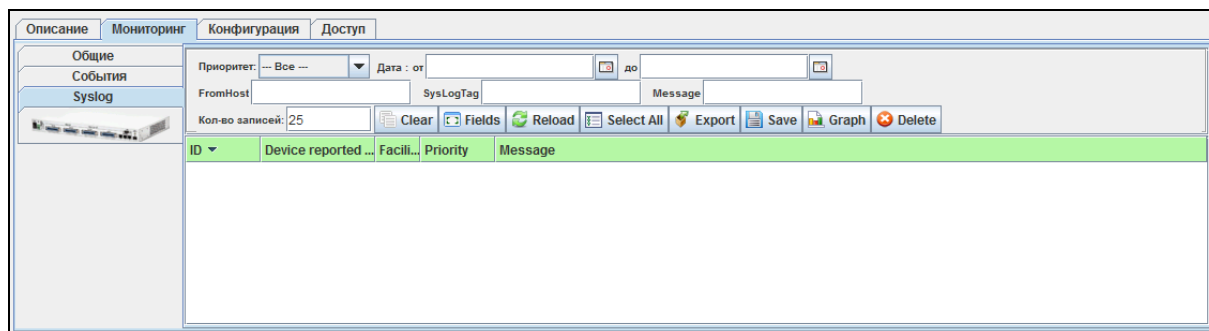 Описание Мониторинг Конфигурация Доступ
Общие
События
Syslog
Приоритет: --- Все --- Дата : от до
FromHost SysLogTag Message
Кол-во записей: 25 Clear Fields Reload Select All Export Save Graph Delete
ID Device reported ... Facili... Priority Message